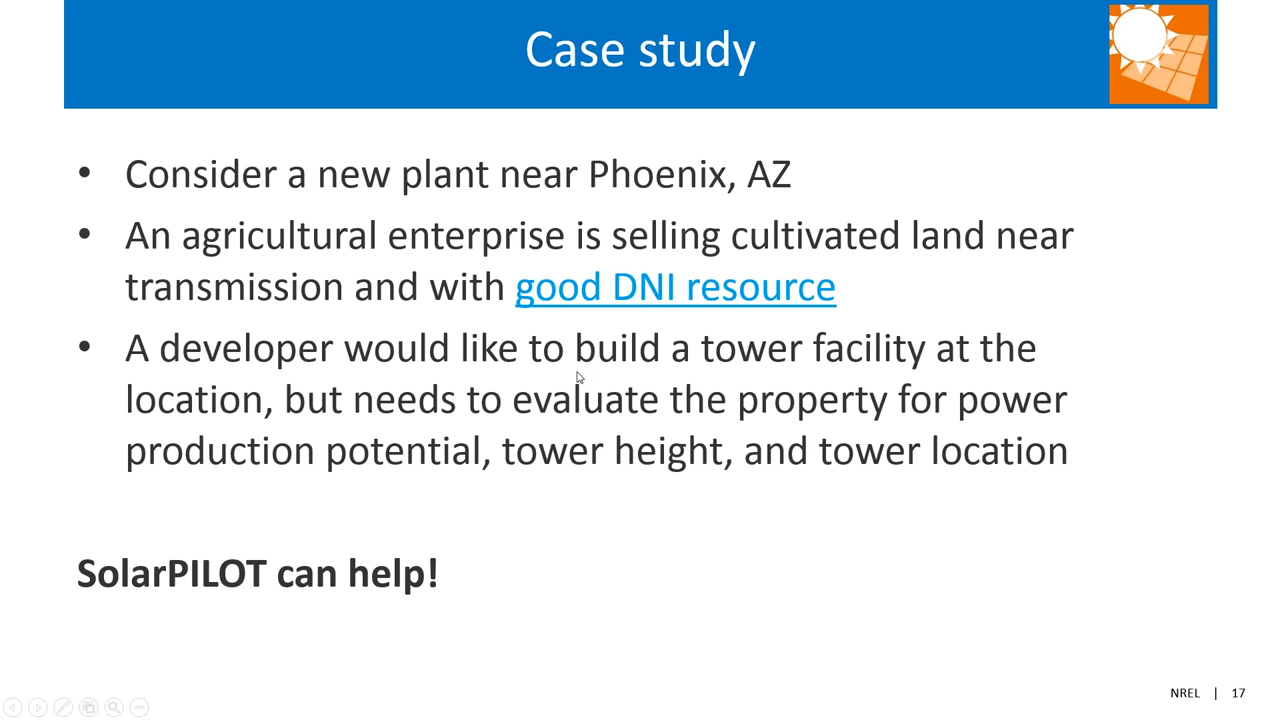 Case study
• Consider a new plant near Phoenix, AZ
• An agricultural enterprise is selling cultivated land near
transmission and with good DNI resource
• A developer would like to build a tower facility at the
location, but needs to evaluate the property for power
production potential, tower height, and tower location
SolarPILOT can help!
NREL | 17